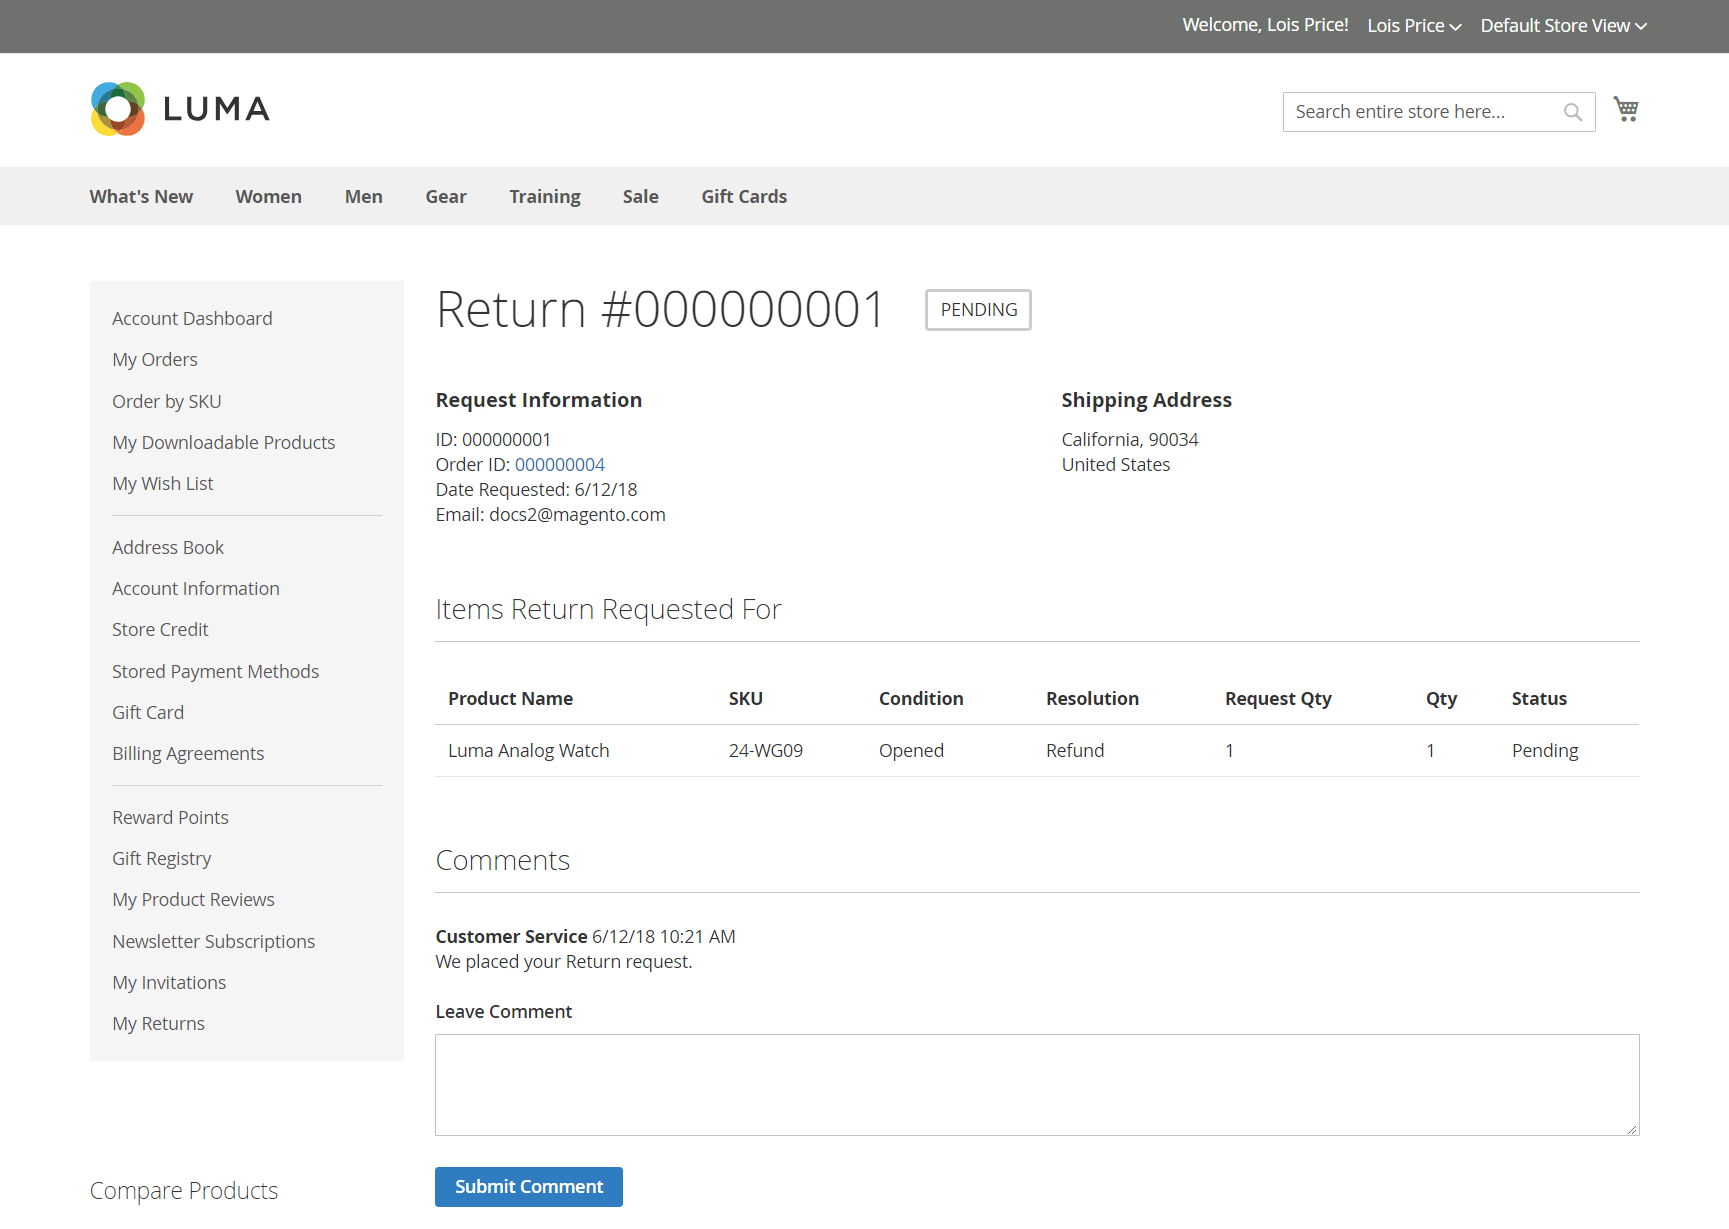 Welcome, Lois Price! Lois Price Default Store View
LUMA
Search entire store here...
What's New Women Men Gear Training Sale Gift Cards
Account Dashboard
My Orders
Order by SKU
My Downloadable Products
My Wish List
Address Book
Account Information
Store Credit
Stored Payment Methods
Gift Card
Billing Agreements
Reward Points
Gift Registry
My Product Reviews
Newsletter Subscriptions
My Invitations
My Returns
Compare Products
Return #000000001 PENDING
Request Information
ID: 000000001
Order ID: 000000004
Date Requested: 6/12/18
Email: docs2@magento.com
Shipping Address
California, 90034
United States
Items Return Requested For
Product Name SKU Condition Resolution Request Qty Qty Status
Luma Analog Watch 24-WG09 Opened Refund 1 1 Pending
Comments
Customer Service 6/12/18 10:21 AM
We placed your Return request.
Leave Comment
Submit Comment